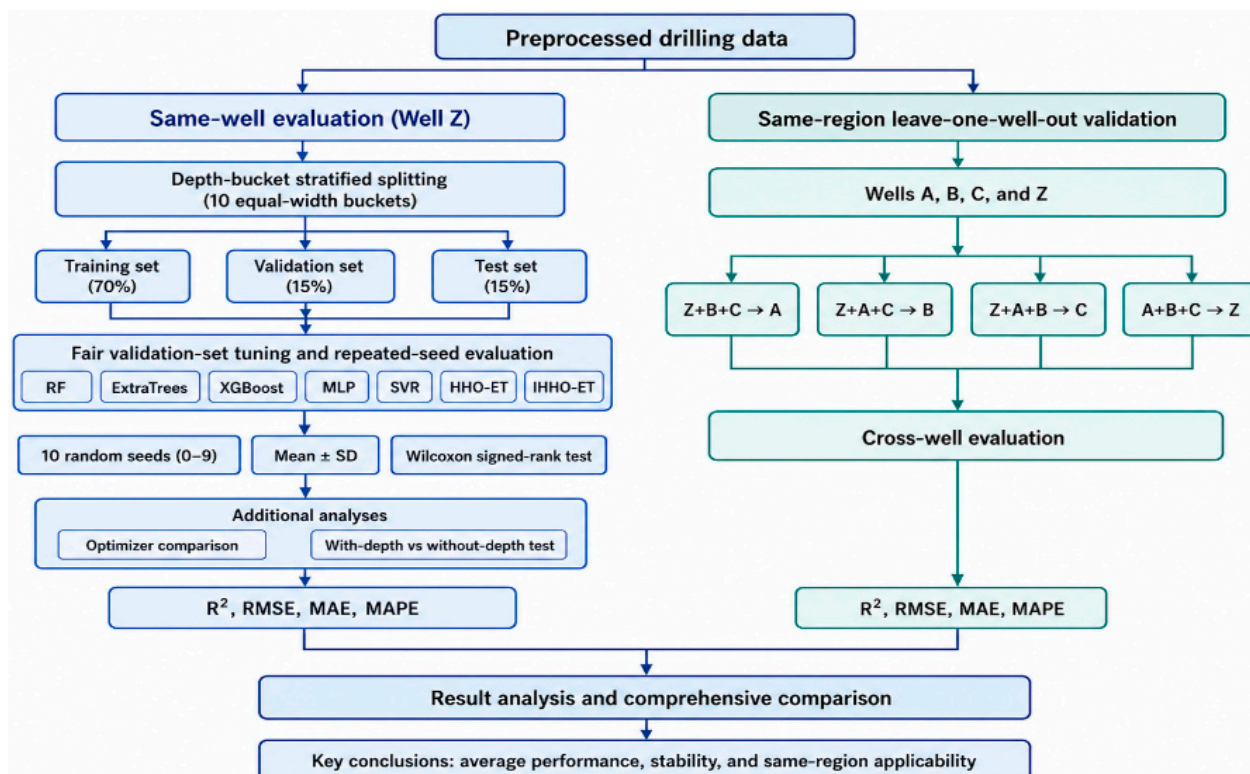 Preprocessed drilling data
Same-well evaluation (Well Z)
Depth-bucket stratified splitting
(10 equal-width buckets)
Training set
(70%)
Validation set
(15%)
Test set
(15%)
Fair validation-set tuning and repeated-seed evaluation
RF
ExtraTrees
XGBoost
MLP
SVR
HHO-ET
IHHO-ET
10 random seeds (0–9)
Mean ± SD
Wilcoxon signed-rank test
Additional analyses
Optimizer comparison
With-depth vs without-depth test
R², RMSE, MAE, MAPE
Same-region leave-one-well-out validation
Wells A, B, C, and Z
Z+B+C → A
Z+A+C → B
Z+A+B → C
A+B+C → Z
Cross-well evaluation
R², RMSE, MAE, MAPE
Result analysis and comprehensive comparison
Key conclusions: average performance, stability, and same-region applicability